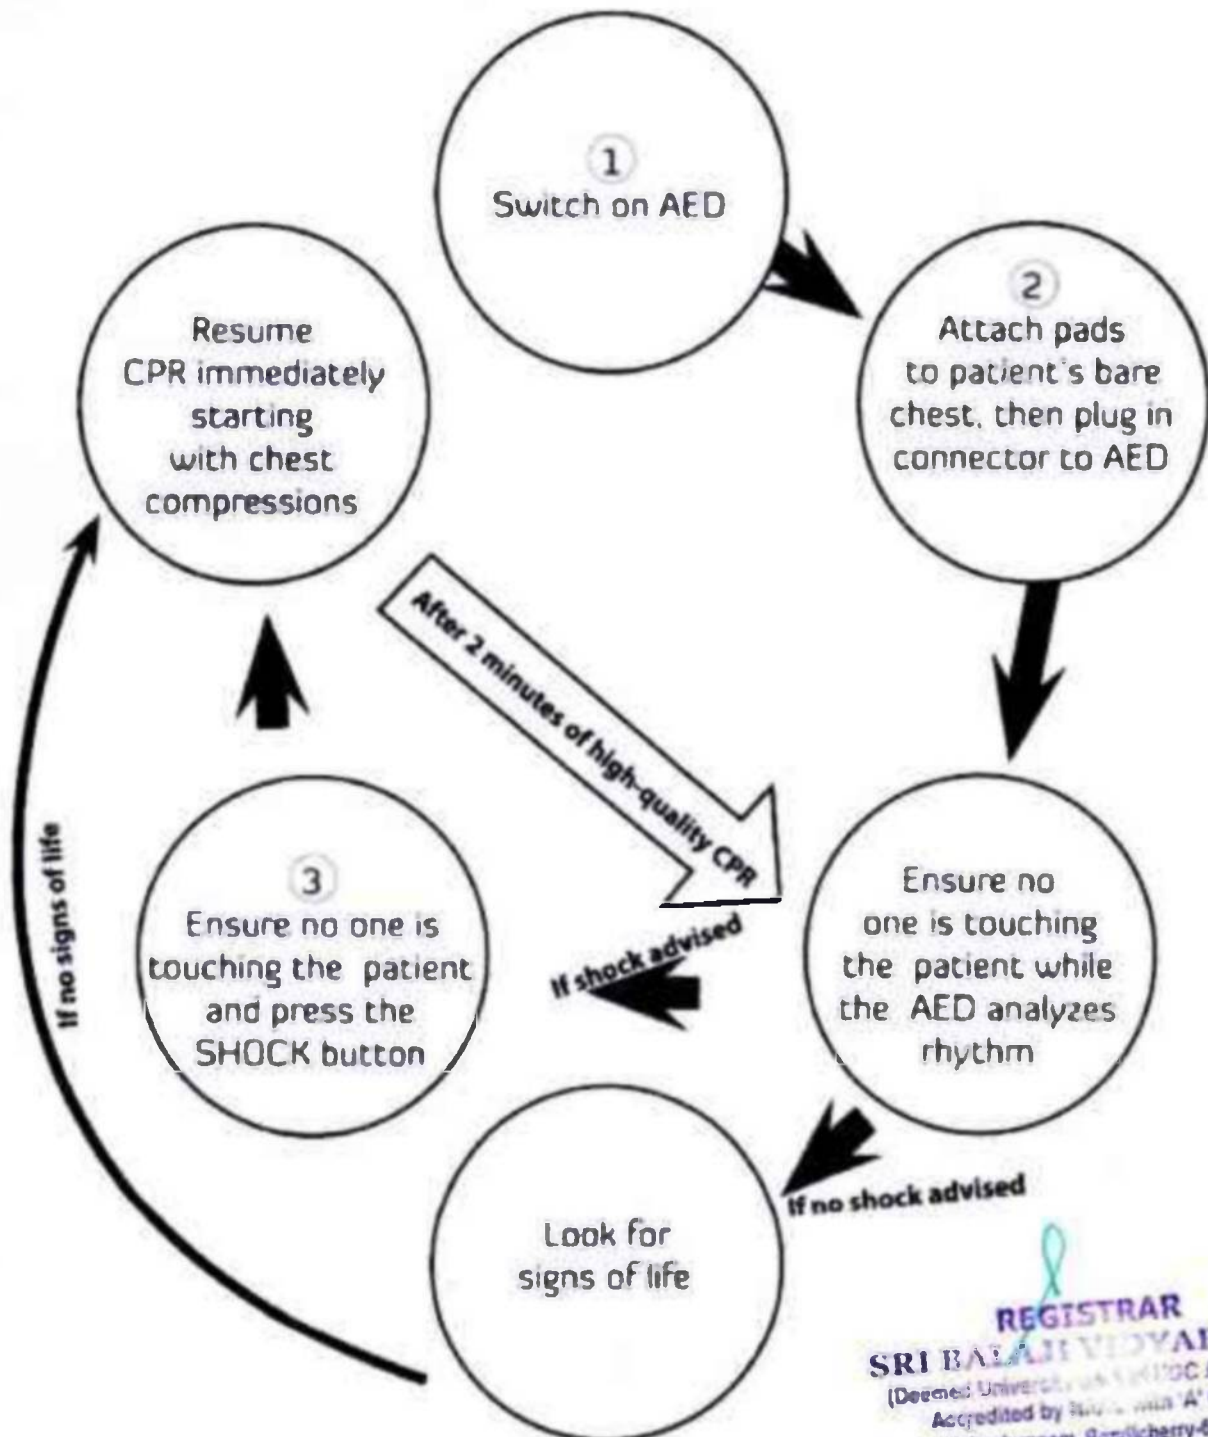 1
Switch on AED
2
Attach pads
to patient's bare
chest, then plug in
connector to AED
Ensure no
one is touching
the patient while
the AED analyzes
rhythm
If shock advised
3
Ensure no one is
touching the patient
and press the
SHOCK button
Resume
CPR immediately
starting
with chest
compressions
After 2 minutes of high-quality CPR
If no shock advised
Look for
signs of life
If no signs of life
REGISTRAR
SRI BALAJI
(Deemed
Accredited by with 'A'